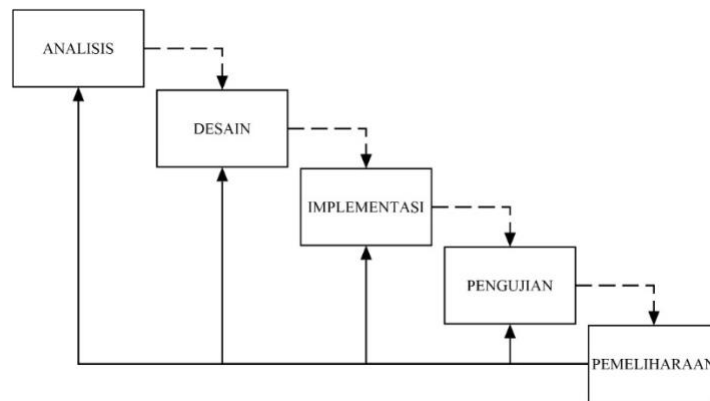 ANALISIS
DESAIN
IMPLEMENTASI
PENGUJIAN
PEMELIHARAAN